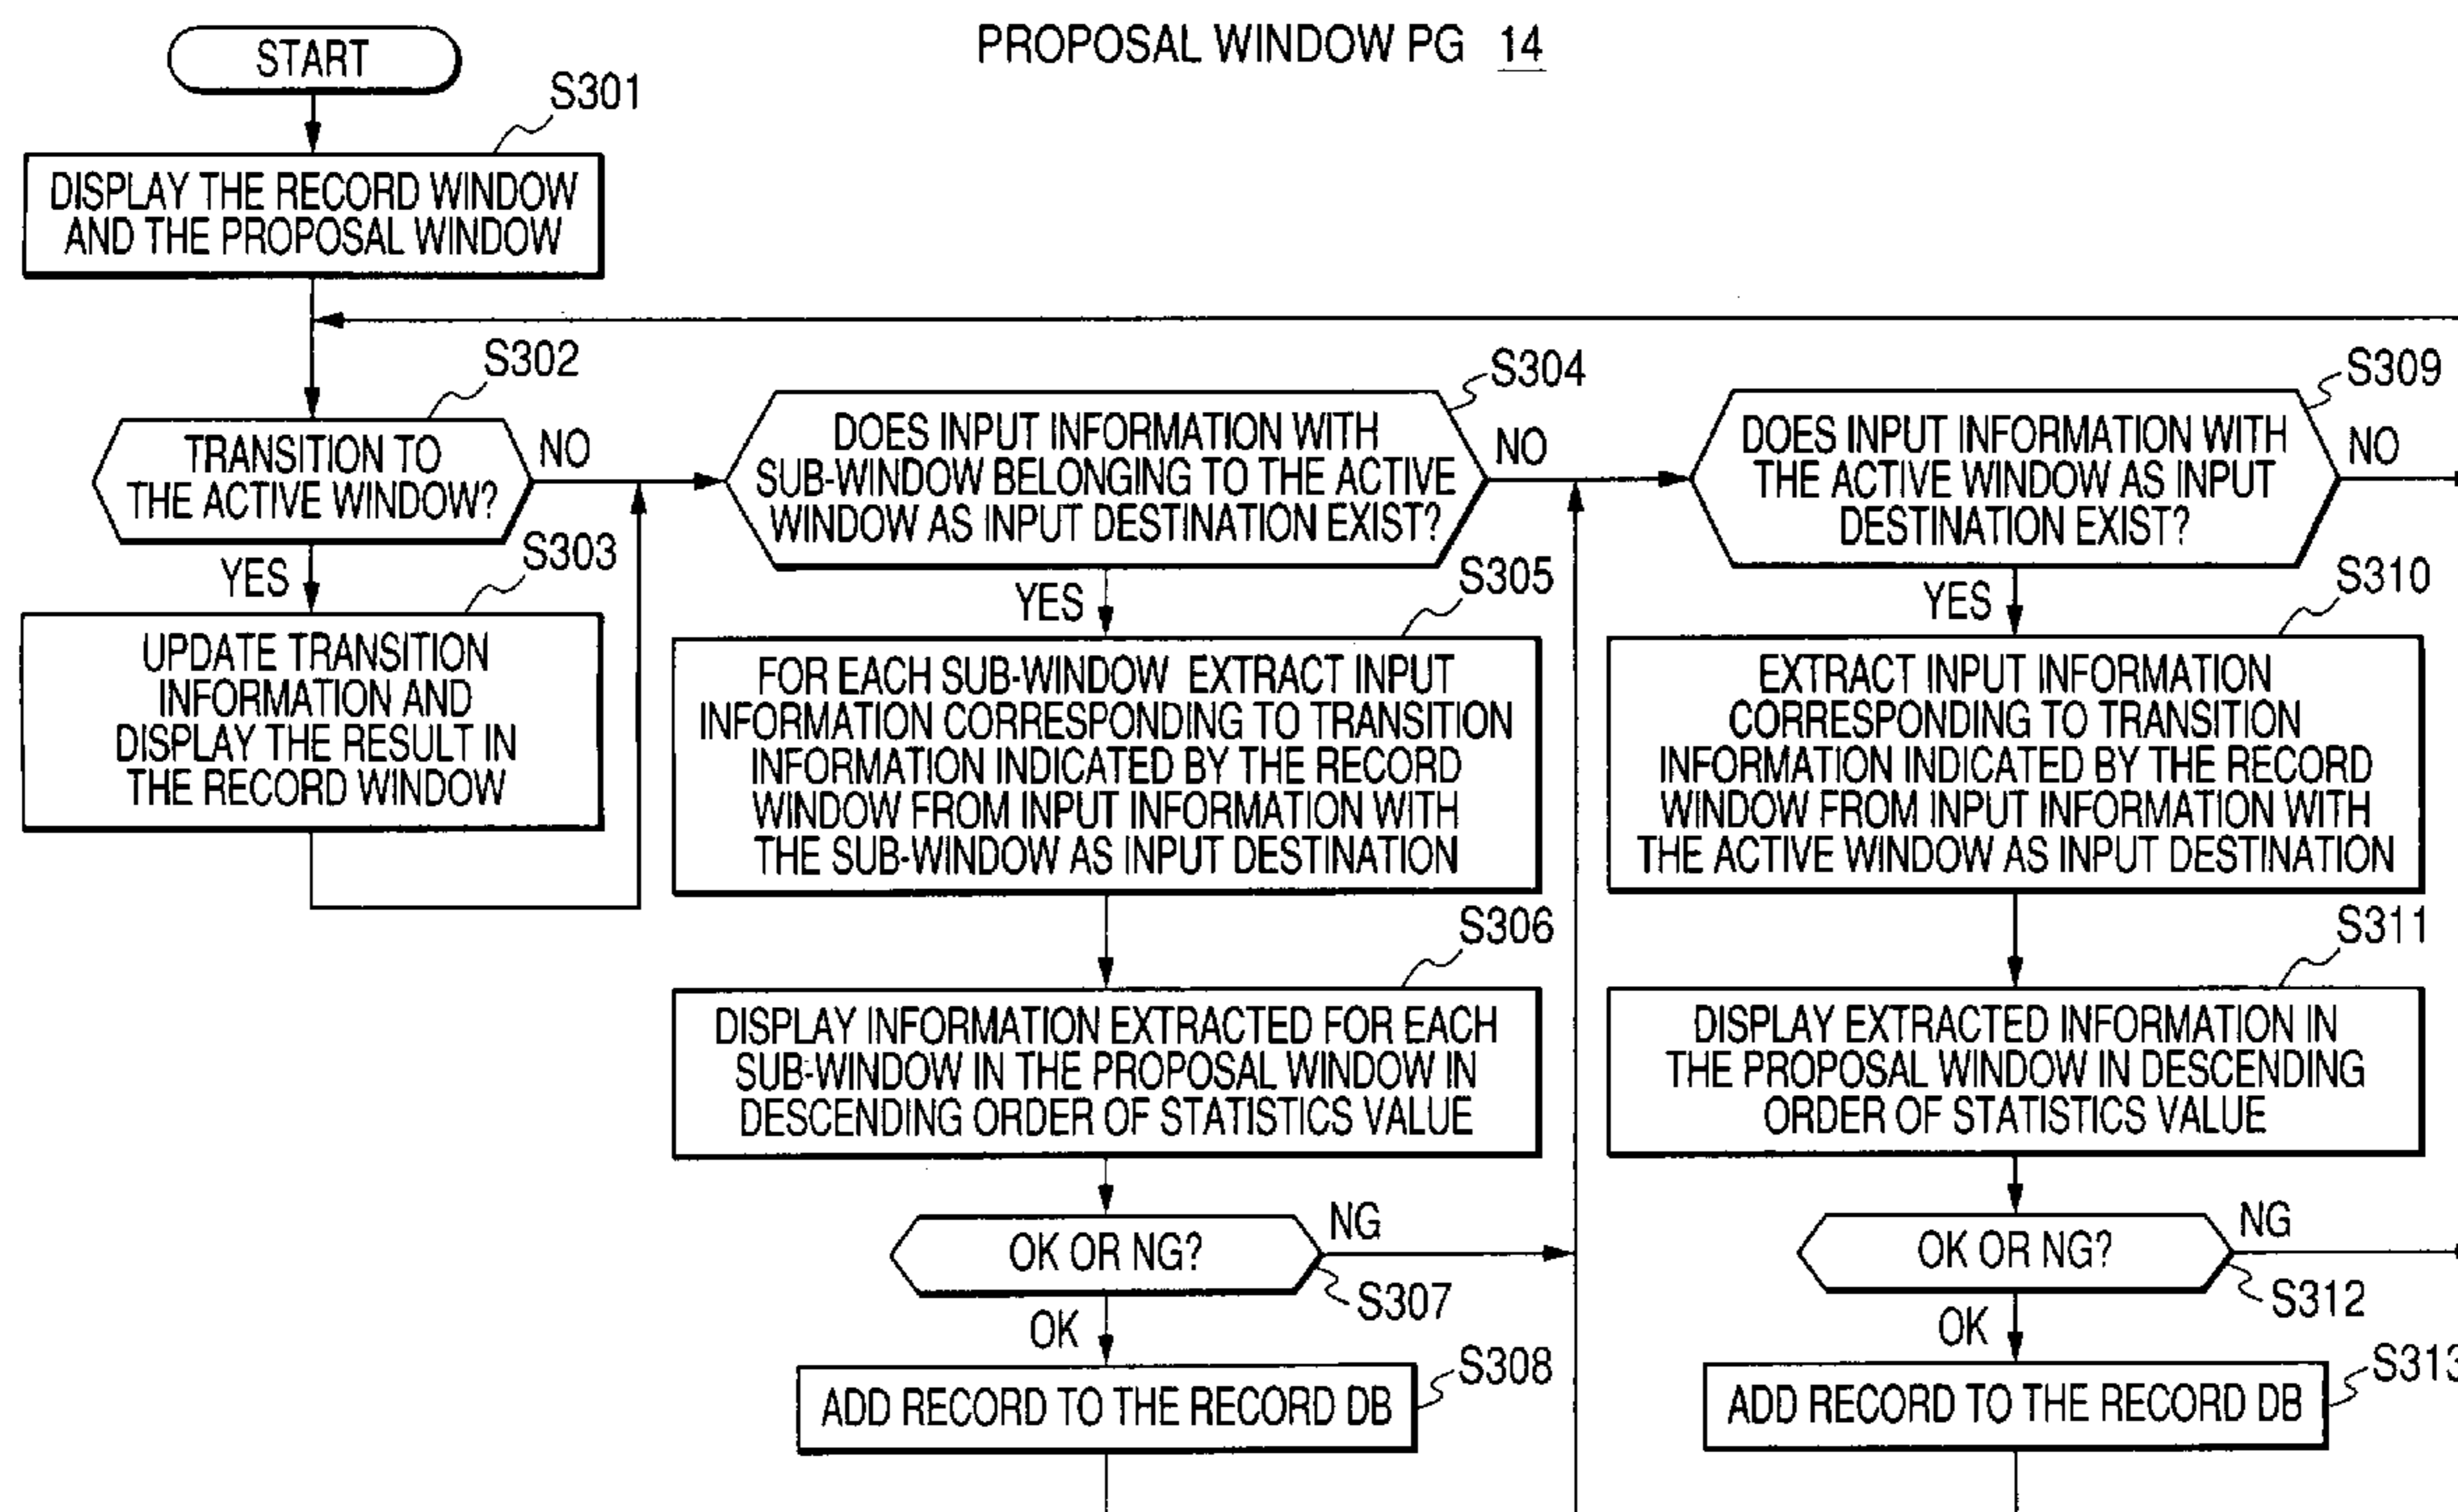 PROPOSAL WINDOW PG 14
START
S301
DISPLAY THE RECORD WINDOW
AND THE PROPOSAL WINDOW
S302
TRANSITION TO
THE ACTIVE WINDOW?
NO
YES
S303
UPDATE TRANSITION
INFORMATION AND
DISPLAY THE RESULT IN
THE RECORD WINDOW
S304
DOES INPUT INFORMATION WITH
SUB-WINDOW BELONGING TO THE ACTIVE
WINDOW AS INPUT DESTINATION EXIST?
NO
YES
S305
FOR EACH SUB-WINDOW EXTRACT INPUT
INFORMATION CORRESPONDING TO TRANSITION
INFORMATION INDICATED BY THE RECORD
WINDOW FROM INPUT INFORMATION WITH
THE SUB-WINDOW AS INPUT DESTINATION
S306
DISPLAY INFORMATION EXTRACTED FOR EACH
SUB-WINDOW IN THE PROPOSAL WINDOW IN
DESCENDING ORDER OF STATISTICS VALUE
OK OR NG?
NG
S307
OK
S308
ADD RECORD TO THE RECORD DB
S309
DOES INPUT INFORMATION WITH
THE ACTIVE WINDOW AS INPUT
DESTINATION EXIST?
NO
YES
S310
EXTRACT INPUT INFORMATION
CORRESPONDING TO TRANSITION
INFORMATION INDICATED BY THE RECORD
WINDOW FROM INPUT INFORMATION WITH
THE ACTIVE WINDOW AS INPUT DESTINATION
S311
DISPLAY EXTRACTED INFORMATION IN
THE PROPOSAL WINDOW IN DESCENDING
ORDER OF STATISTICS VALUE
OK OR NG?
NG
S312
OK
S313
ADD RECORD TO THE RECORD DB